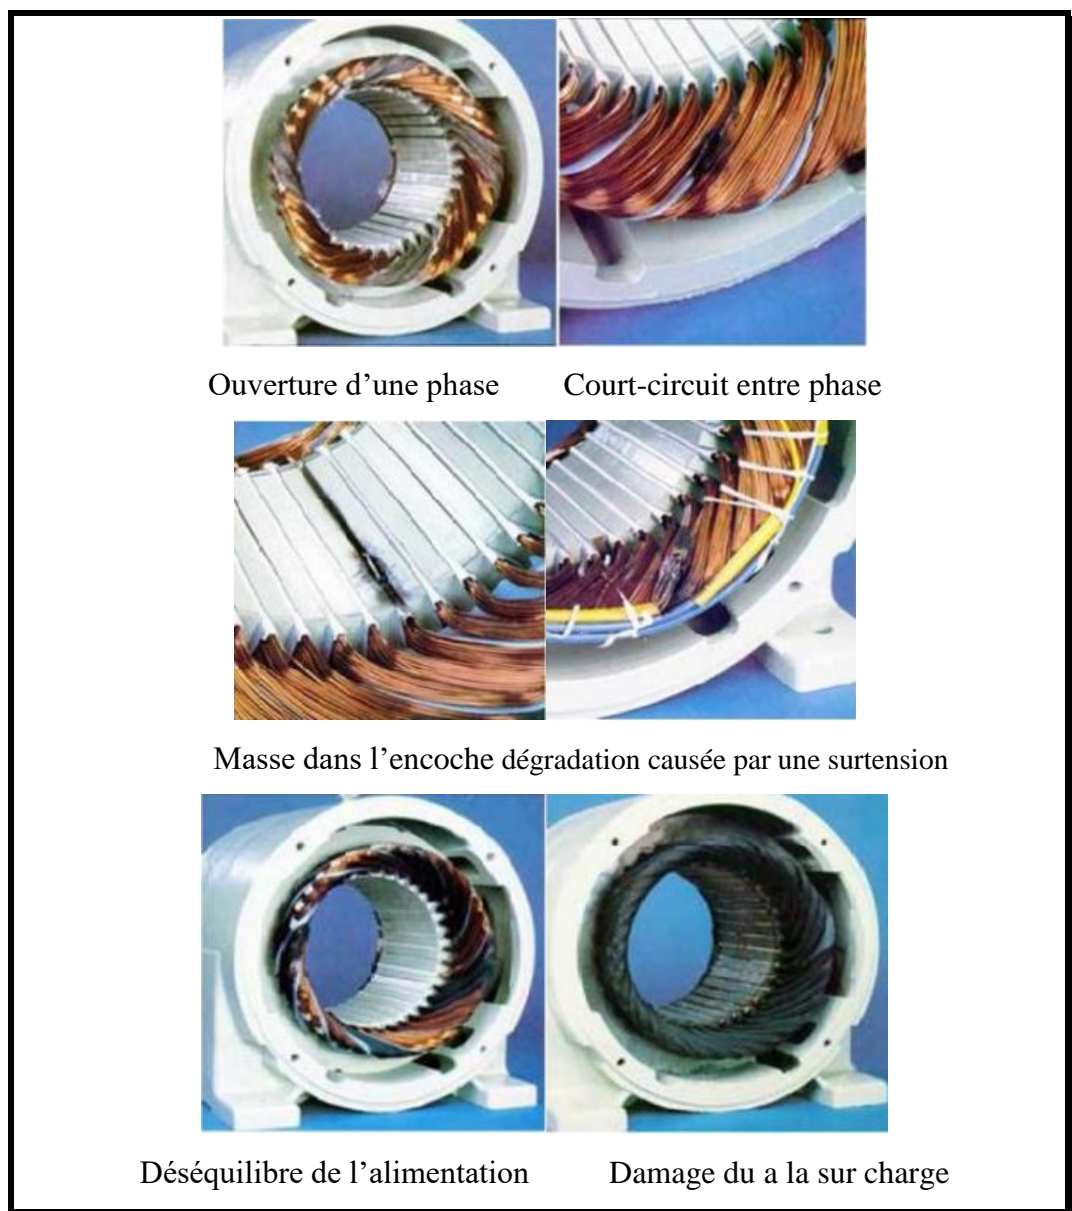 Ouverture d’une phase Court-circuit entre phase
Masse dans l’encoche dégradation causée par une surtension
Déséquilibre de l’alimentation Damage du a la sur charge